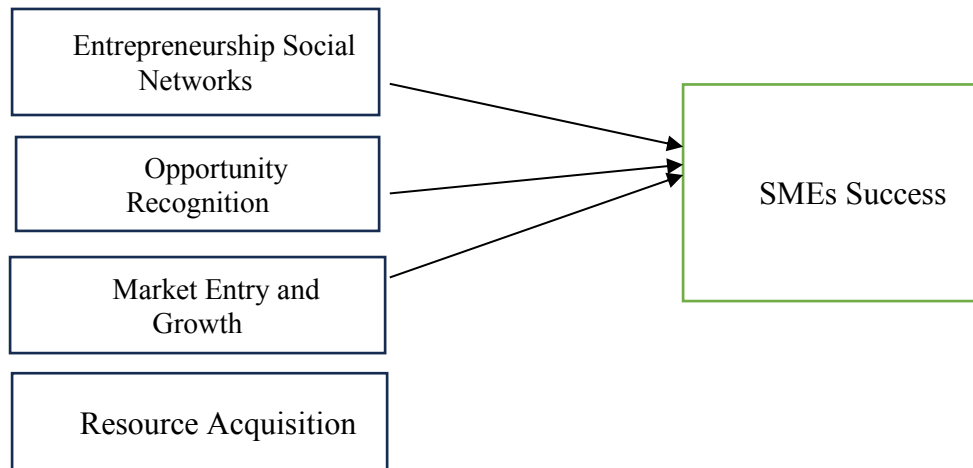 Entrepreneurship Social
Networks
Opportunity
Recognition
SMEs Success
Market Entry and
Growth
Resource Acquisition